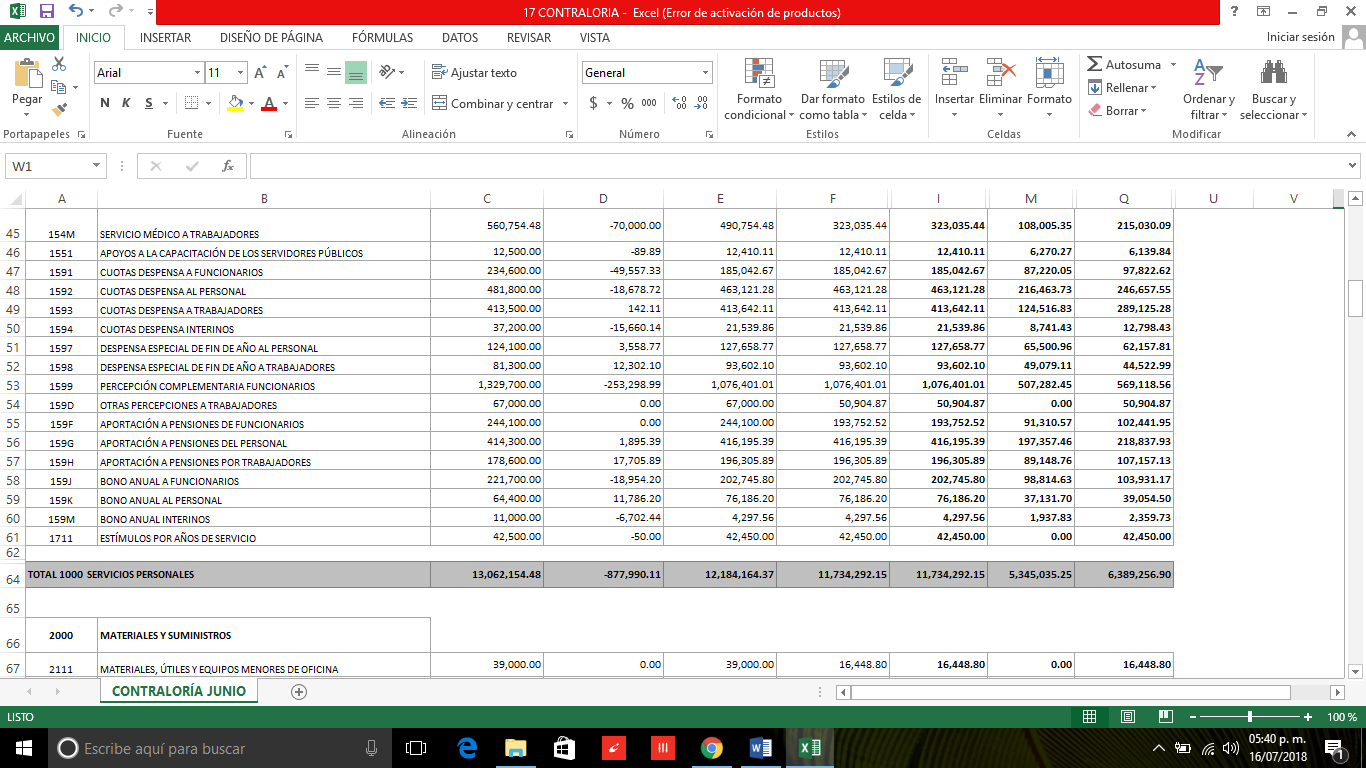 17 CONTRALORIA - Excel (Error de activación de productos)
ARCHIVO INICIO INSERTAR DISEÑO DE PÁGINA FÓRMULAS DATOS REVISAR VISTA Iniciar sesión
Arial 11 Ajustar texto General Autosuma
Pegar Rellenar
N K S Combinar y centrar $ % 000 Formato condicional Dar formato como tabla Estilos de celda Insertar Eliminar Formato Borrar Ordenar y filtrar Buscar y seleccionar
Portapapeles Fuente Alineación Número Estilos Celdas Modificar
W1 fx
A B C D E F I M Q U V
45 154M SERVICIO MÉDICO A TRABAJADORES 560,754.48 -70,000.00 490,754.48 323,035.44 323,035.44 108,005.35 215,030.09
46 1551 APOYOS A LA CAPACITACIÓN DE LOS SERVIDORES PÚBLICOS 12,500.00 -89.89 12,410.11 12,410.11 12,410.11 6,270.27 6,139.84
47 1591 CUOTAS DESPENSA A FUNCIONARIOS 234,600.00 -49,557.33 185,042.67 185,042.67 185,042.67 87,220.05 97,822.62
48 1592 CUOTAS DESPENSA AL PERSONAL 481,800.00 -18,678.72 463,121.28 463,121.28 463,121.28 216,463.73 246,657.55
49 1593 CUOTAS DESPENSA A TRABAJADORES 413,500.00 142.11 413,642.11 413,642.11 413,642.11 124,516.83 289,125.28
50 1594 CUOTAS DESPENSA INTERINOS 37,200.00 -15,660.14 21,539.86 21,539.86 21,539.86 8,741.43 12,798.43
51 1597 DESPENSA ESPECIAL DE FIN DE AÑO AL PERSONAL 124,100.00 3,558.77 127,658.77 127,658.77 127,658.77 65,500.96 62,157.81
52 1598 DESPENSA ESPECIAL DE FIN DE AÑO A TRABAJADORES 81,300.00 12,302.10 93,602.10 93,602.10 93,602.10 49,079.11 44,522.99
53 1599 PERCEPCIÓN COMPLEMENTARIA FUNCIONARIOS 1,329,700.00 -253,298.99 1,076,401.01 1,076,401.01 1,076,401.01 507,282.45 569,118.56
54 159D OTRAS PERCEPCIONES A TRABAJADORES 67,000.00 0.00 67,000.00 50,904.87 50,904.87 0.00 50,904.87
55 159F APORTACIÓN A PENSIONES DE FUNCIONARIOS 244,100.00 0.00 244,100.00 193,752.52 193,752.52 91,310.57 102,441.95
56 159G APORTACIÓN A PENSIONES DEL PERSONAL 414,300.00 1,895.39 416,195.39 416,195.39 416,195.39 197,357.46 218,837.93
57 159H APORTACIÓN A PENSIONES POR TRABAJADORES 178,600.00 17,705.89 196,305.89 196,305.89 196,305.89 89,148.76 107,157.13
58 159J BONO ANUAL A FUNCIONARIOS 221,700.00 -18,954.20 202,745.80 202,745.80 202,745.80 98,814.63 103,931.17
59 159K BONO ANUAL AL PERSONAL 64,400.00 11,786.20 76,186.20 76,186.20 76,186.20 37,131.70 39,054.50
60 159M BONO ANUAL INTERINOS 11,000.00 -6,702.44 4,297.56 4,297.56 4,297.56 1,937.83 2,359.73
61 1711 ESTÍMULOS POR AÑOS DE SERVICIO 42,500.00 -50.00 42,450.00 42,450.00 42,450.00 0.00 42,450.00
62
64 TOTAL 1000 SERVICIOS PERSONALES 13,062,154.48 -877,990.11 12,184,164.37 11,734,292.15 11,734,292.15 5,345,035.25 6,389,256.90
65
66 2000 MATERIALES Y SUMINISTROS
67 2111 MATERIALES, ÚTILES Y EQUIPOS MENORES DE OFICINA 39,000.00 0.00 39,000.00 16,448.80 16,448.80 0.00 16,448.80
CONTRALORÍA JUNIO
LISTO 100 %
Escribe aquí para buscar 05:40 p. m.
16/07/2018 1